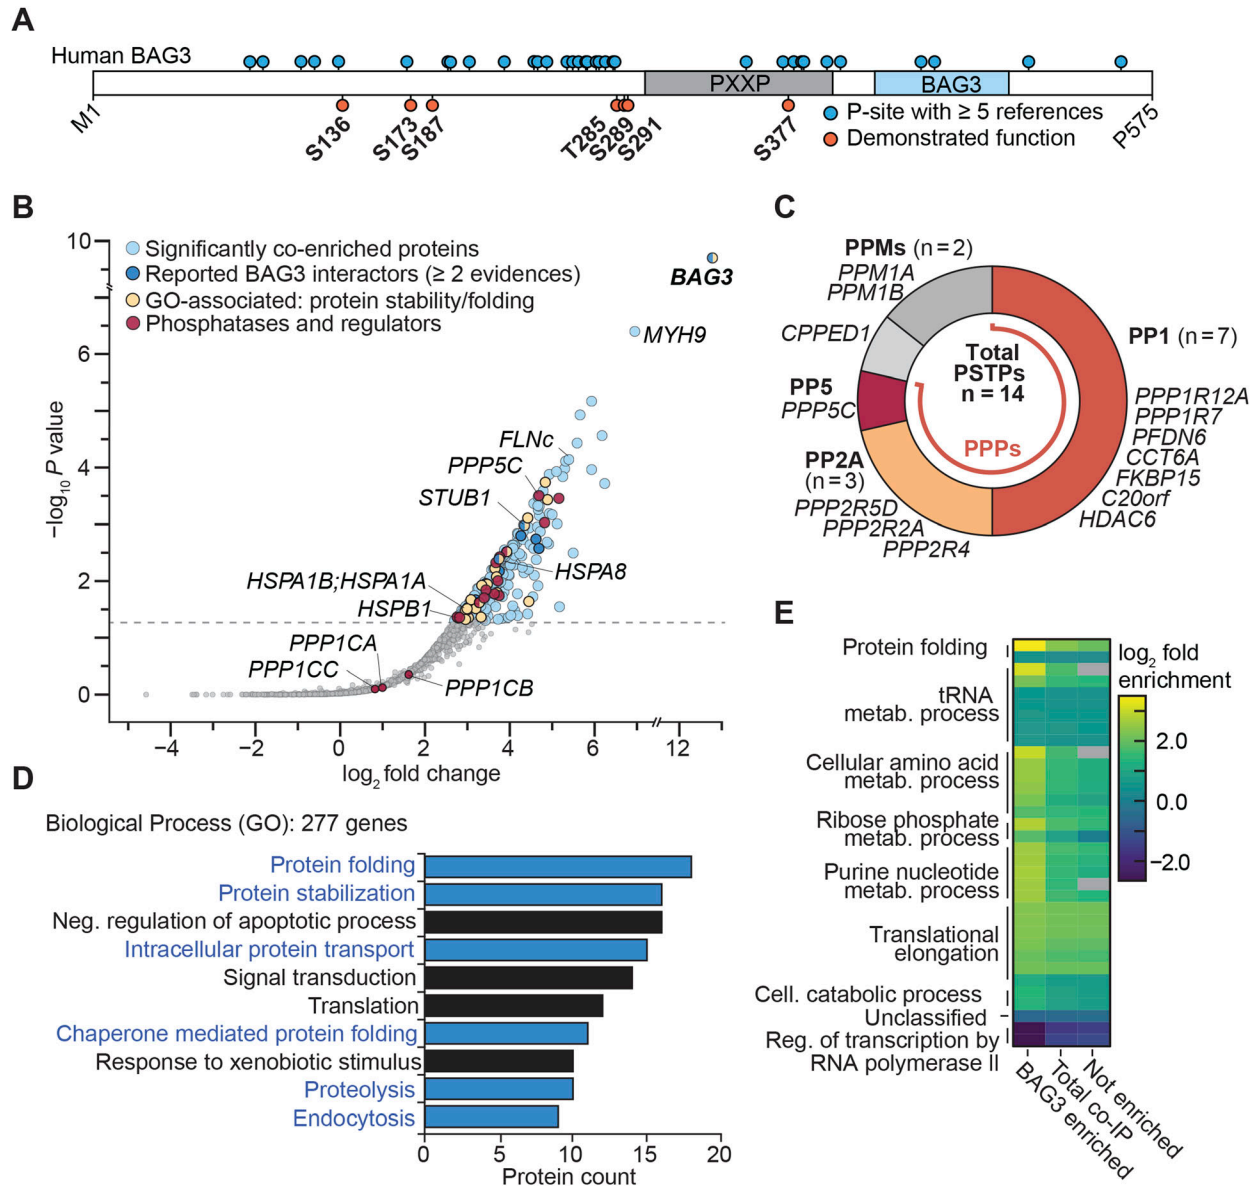 A
Human BAG3
PXXP
BAG3
M1
S136
S173
S187
T285
S289
S291
S377
P575
P-site with ≥ 5 references
Demonstrated function
B
10
6
4
2
0
−log10 P value
Significantly co-enriched proteins
Reported BAG3 interactors (≥ 2 evidences)
GO-associated: protein stability/folding
Phosphatases and regulators
BAG3
MYH9
FLNc
PPP5C
STUB1
HSPA8
HSPA1B;HSPA1A
HSPB1
PPP1CA
PPP1CC
PPP1CB
−4
−2
0
2
4
6
12
log2 fold change
C
PPMs (n = 2)
PPM1A
PPM1B
CPPED1
PP5
PPP5C
PP2A
(n = 3)
PPP2R5D
PPP2R2A
PPP2R4
Total
PSTPs
n = 14
PPPs
PP1 (n = 7)
PPP1R12A
PPP1R7
PFDN6
CCT6A
FKBP15
C20orf
HDAC6
D
Biological Process (GO): 277 genes
Protein folding
Protein stabilization
Neg. regulation of apoptotic process
Intracellular protein transport
Signal transduction
Translation
Chaperone mediated protein folding
Response to xenobiotic stimulus
Proteolysis
Endocytosis
0
5
10
15
20
Protein count
E
Protein folding
tRNA
metab. process
Cellular amino acid
metab. process
Ribose phosphate
metab. process
Purine nucleotide
metab. process
Translational
elongation
Cell. catabolic process
Unclassified
Reg. of transcription by
RNA polymerase II
BAG3 enriched
Total co-IP
Not enriched
log2 fold
enrichment
2.0
0.0
−2.0